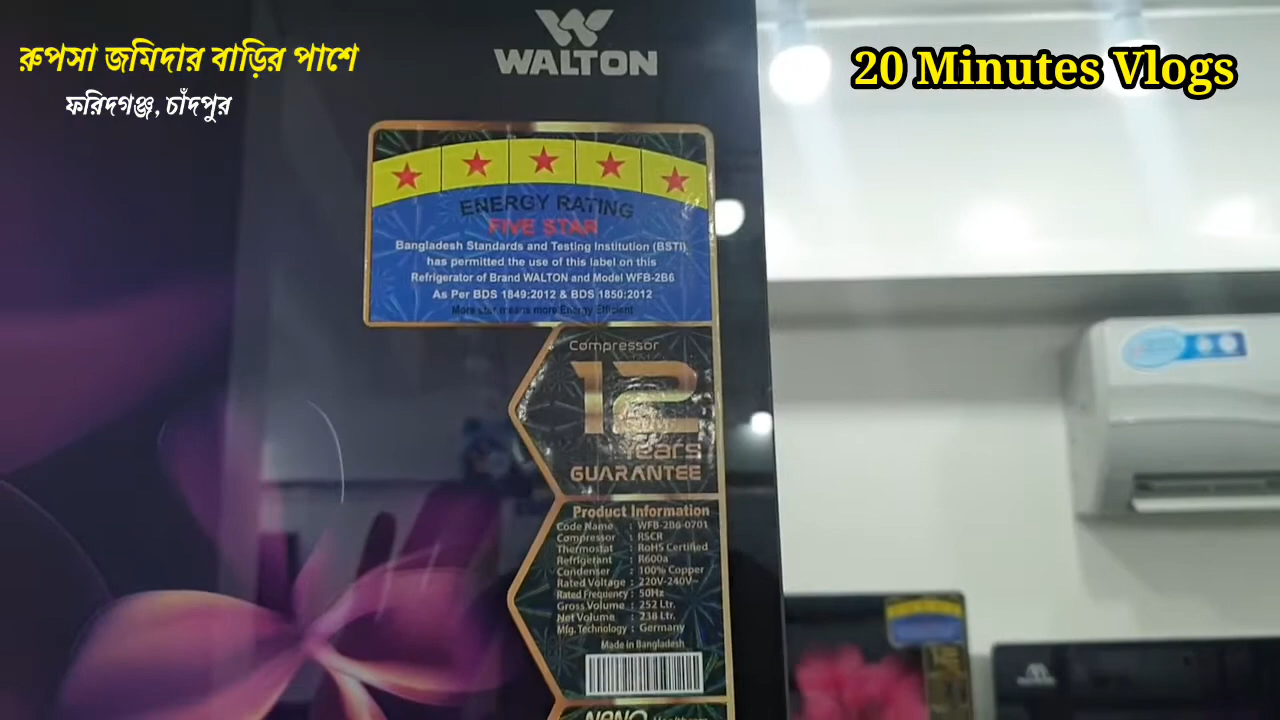 রুপসা জমিদার বাড়ির পাশে
ফরিদগঞ্জ, চাঁদপুর
20 Minutes Vlogs
WALTON
ENERGY RATING
FIVE STAR
Bangladesh Standards and Testing Institution (BSTI)
has permitted the use of this label on this
Refrigerator of Brand WALTON and Model WFB-2B6
As Per BDS 1849:2012 & BDS 1850:2012
More star means more Energy Efficient
Compressor
12
Years
GUARANTEE
Product Information
Code Name : WFB-2B6-0701
Compressor : RSCR
Thermostat : RoHS Certified
Refrigerant : R600a
Condenser : 100% Copper
Rated Voltage : 220V-240V~
Rated Frequency : 50Hz
Gross Volume : 252 Ltr.
Net Volume : 238 Ltr.
Mfg. Technology : Germany
Made in Bangladesh
NANO Healthcare